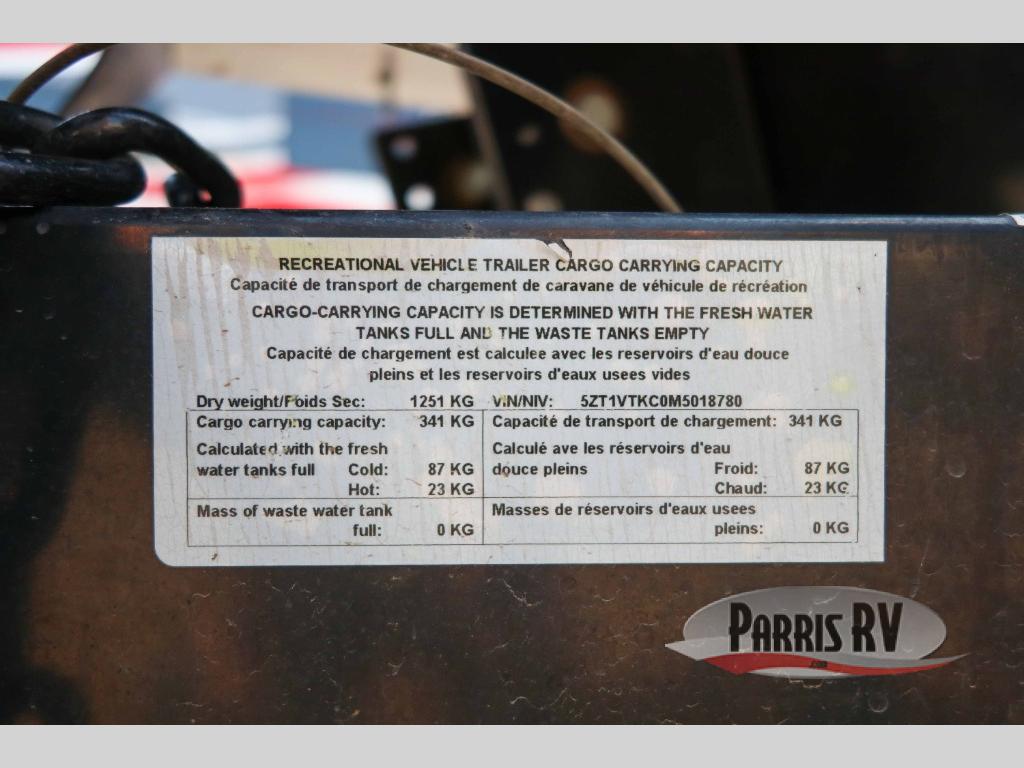 RECREATIONAL VEHICLE TRAILER CARGO CARRYING CAPACITY
Capacité de transport de chargement de caravane de véhicule de récréation
CARGO-CARRYING CAPACITY IS DETERMINED WITH THE FRESH WATER
TANKS FULL AND THE WASTE TANKS EMPTY
Capacité de chargement est calculee avec les reservoirs d'eau douce
pleins et les reservoirs d'eaux usees vides
Dry weight/Poids Sec: 1251 KG VIN/NIV: 5ZT1VTKC0M5018780
Cargo carrying capacity: 341 KG Capacité de transport de chargement: 341 KG
Calculated with the fresh Calculé ave les réservoirs d'eau
water tanks full Cold: 87 KG douce pleins Froid: 87 KG
Hot: 23 KG Chaud: 23 KG
Mass of waste water tank Masses de réservoirs d'eaux usees
full: 0 KG pleins: 0 KG
PARRIS RV
.com